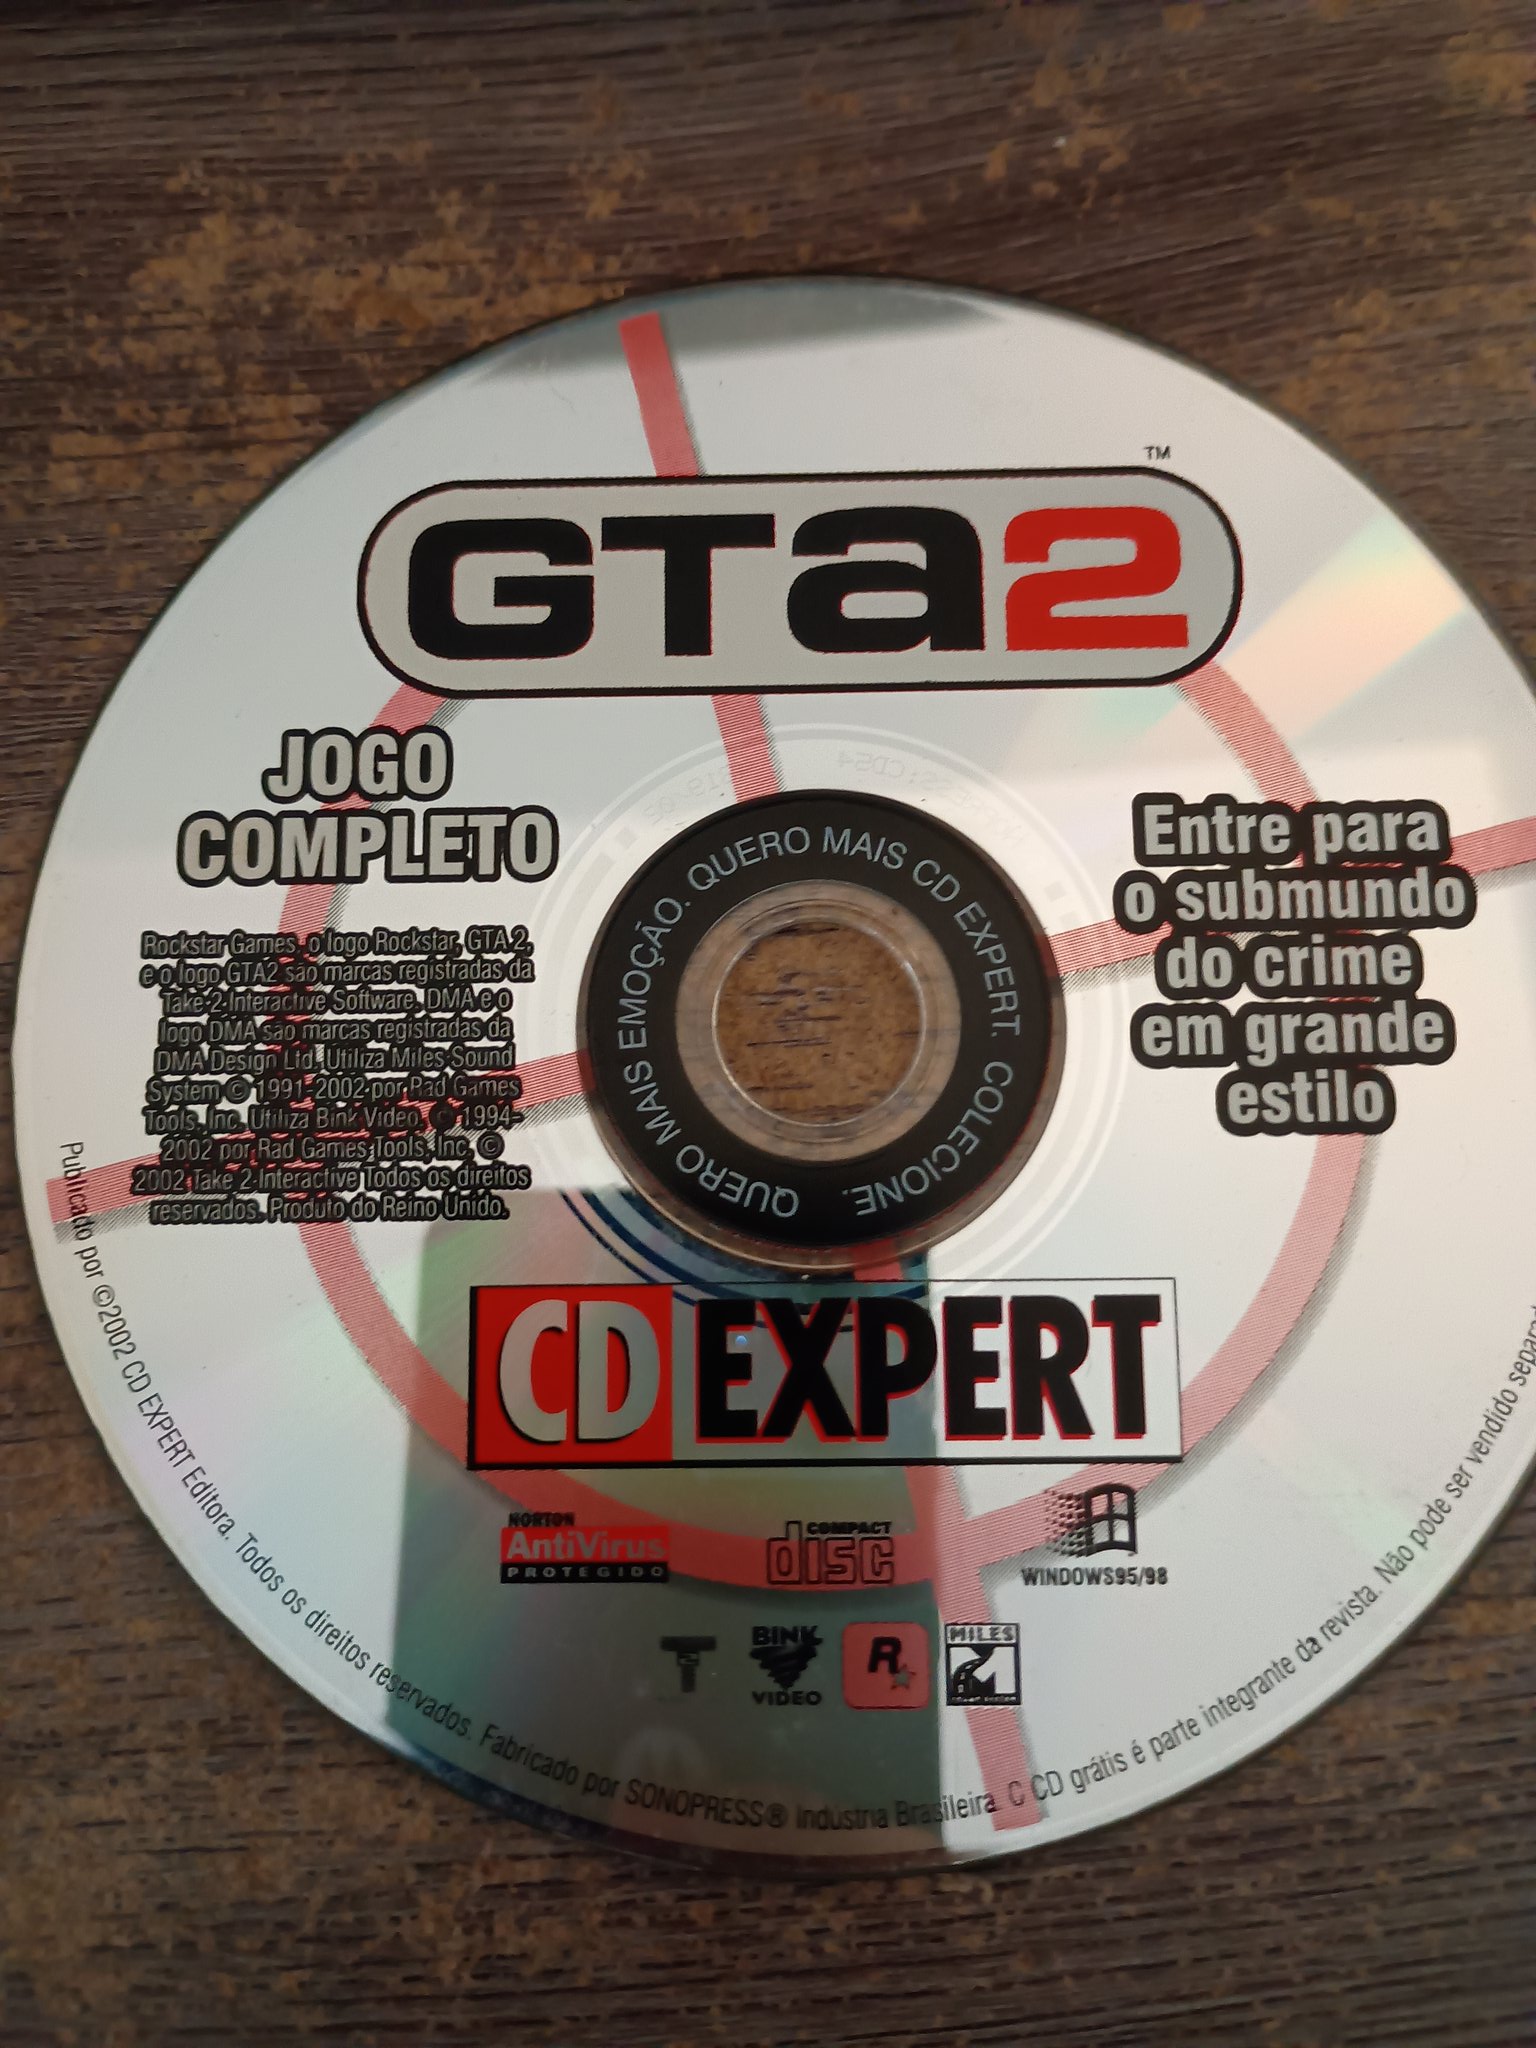 TM
GTa2
JOGO
COMPLETO
Rockstar Games, o logo Rockstar, GTA 2,
e o logo GTA2 são marcas registradas da
Take 2 Interactive Software. DMA e o
logo DMA são marcas registradas da
DMA Design Ltd. Utiliza Miles Sound
System © 1991-2002 por Rad Games
Tools, Inc. Utiliza Bink Video. © 1994-
2002 por Rad Games Tools, Inc. ©
2002 Take 2 Interactive Todos os direitos
reservados. Produto do Reino Unido.
QUERO MAIS EMOÇÃO. QUERO MAIS CD EXPERT. COLECIONE.
Entre para
o submundo
do crime
em grande
estilo
CD EXPERT
NORTON
AntiVirus
PROTEGIDO
COMPACT
disc
WINDOWS95/98
T2
BINK
VIDEO
R
MILES
Publicado por ©2002 CD EXPERT Editora. Todos os direitos reservados. Fabricado por SONOPRESS® Indústria Brasileira. O CD grátis é parte integrante da revista. Não pode ser vendido